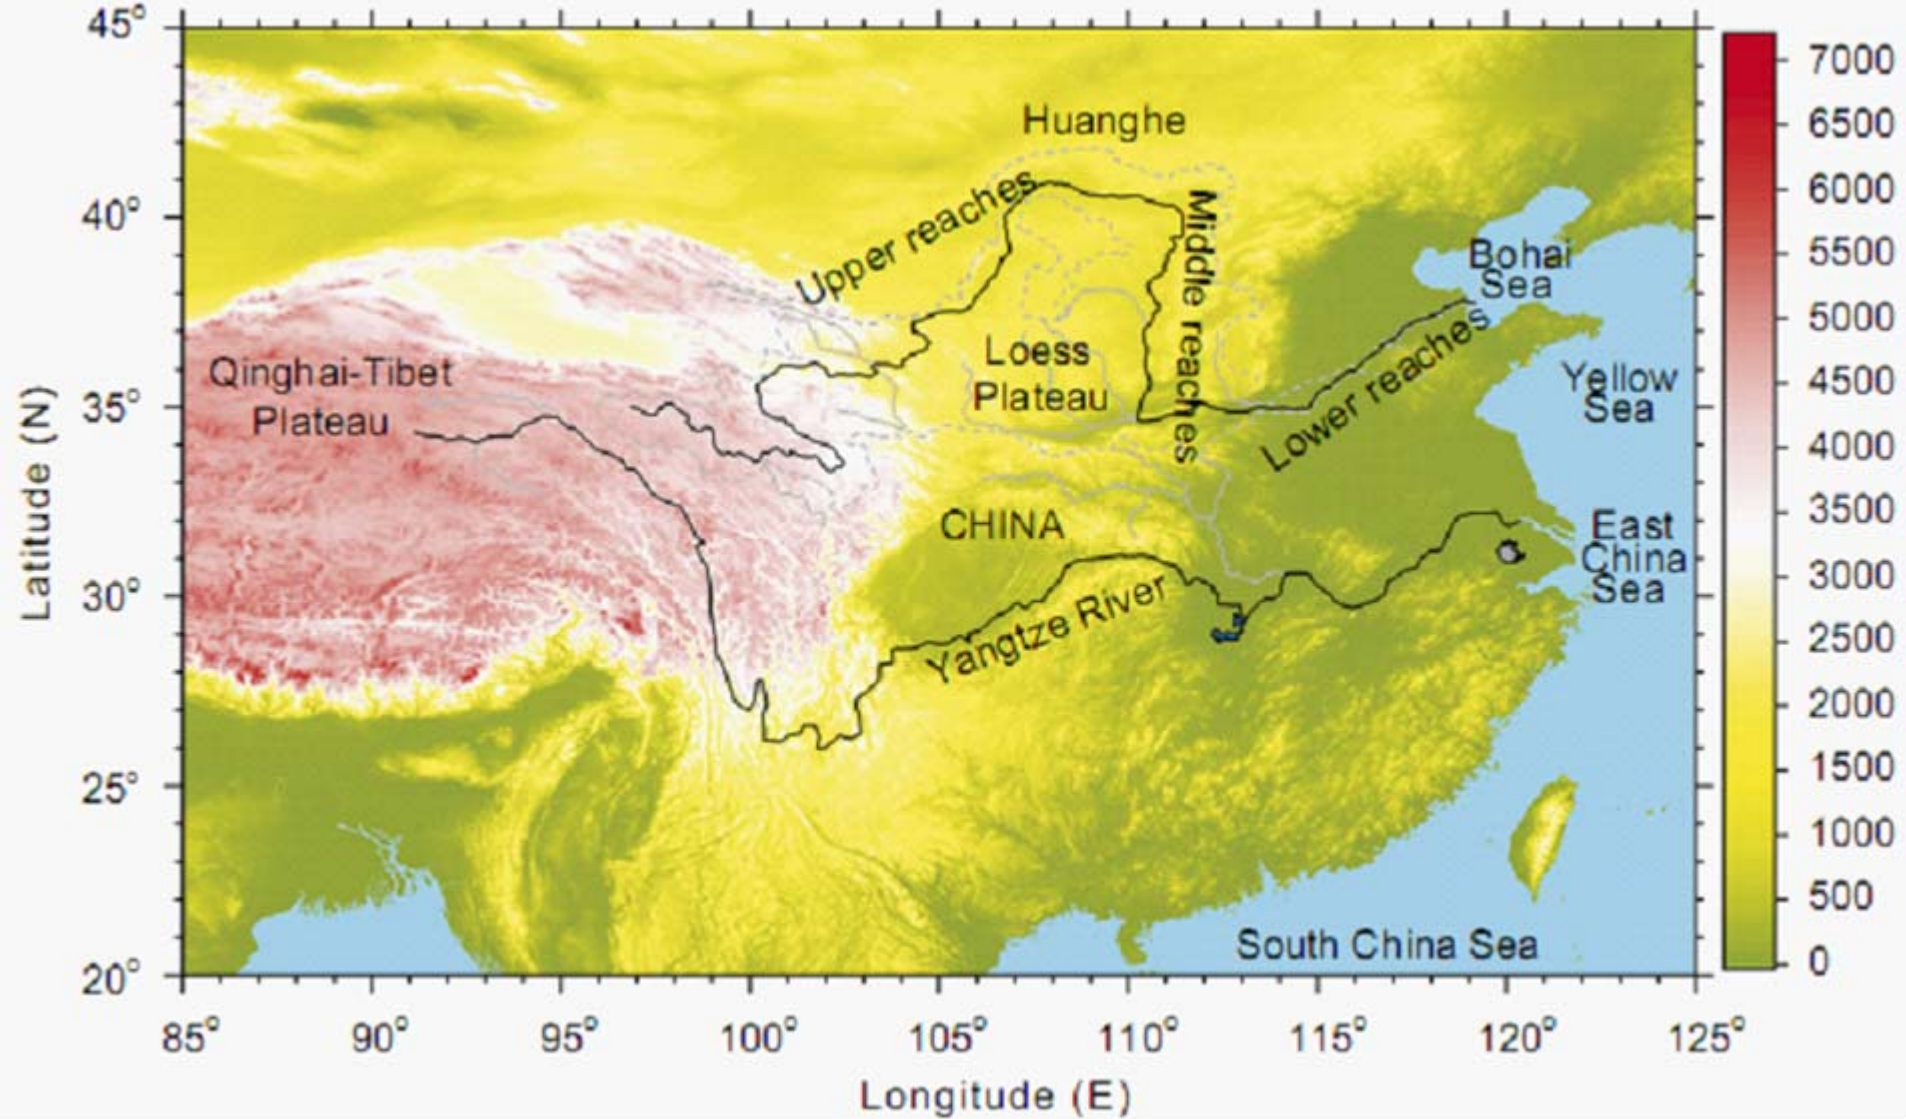 45°
40°
35°
30°
25°
20°
Latitude (N)
85°
90°
95°
100°
105°
110°
115°
120°
125°
Longitude (E)
Huanghe
Upper reaches
Middle reaches
Lower reaches
Bohai
Sea
Loess
Plateau
Qinghai-Tibet
Plateau
Yellow
Sea
CHINA
East
China
Sea
Yangtze River
South China Sea
7000
6500
6000
5500
5000
4500
4000
3500
3000
2500
2000
1500
1000
500
0